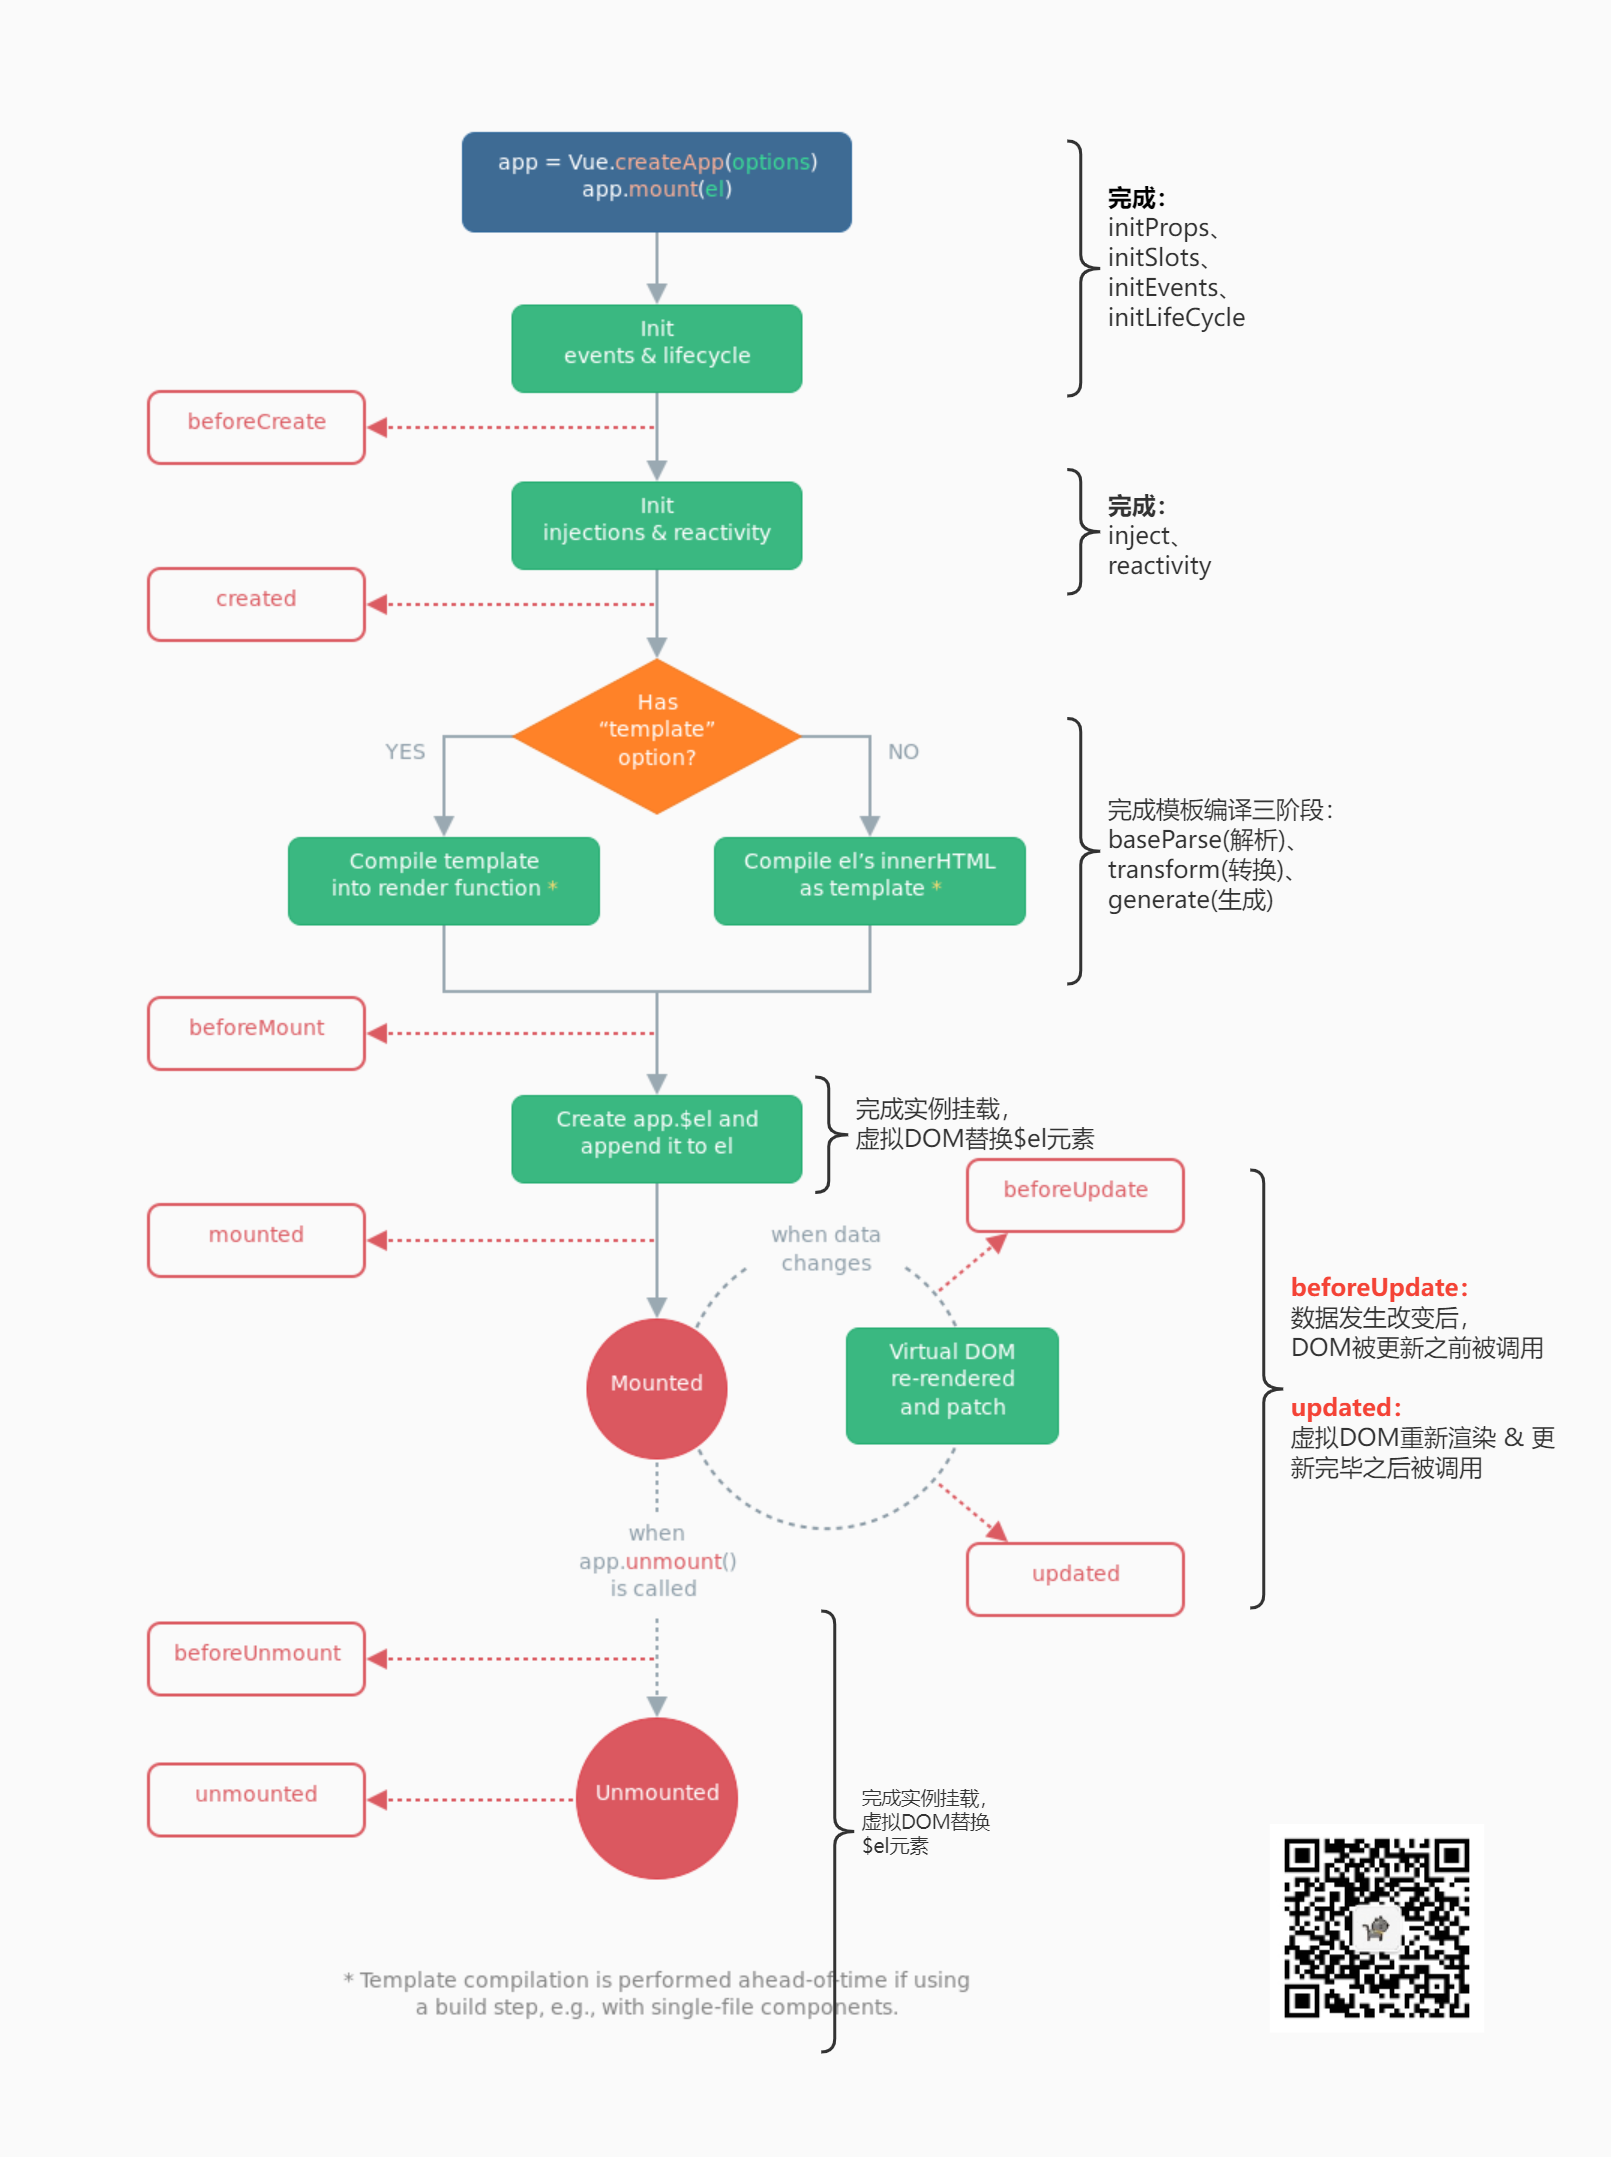 app = Vue.createApp(options)
app.mount(el)
完成：
initProps、
initSlots、
initEvents、
initLifeCycle
Init
events & lifecycle
beforeCreate
Init
injections & reactivity
完成：
inject、
reactivity
created
Has
“template”
option?
YES
NO
Compile template
into render function *
Compile el’s innerHTML
as template *
完成模板编译三阶段：
baseParse(解析)、
transform(转换)、
generate(生成)
beforeMount
Create app.$el and
append it to el
完成实例挂载，
虚拟DOM替换$el元素
beforeUpdate
mounted
when data
changes
Mounted
Virtual DOM
re-rendered
and patch
beforeUpdate：
数据发生改变后，
DOM被更新之前被调用
updated：
虚拟DOM重新渲染 & 更
新完毕之后被调用
when
app.unmount()
is called
updated
beforeUnmount
unmounted
Unmounted
完成实例挂载，
虚拟DOM替换
$el元素
* Template compilation is performed ahead-of-time if using
a build step, e.g., with single-file components.